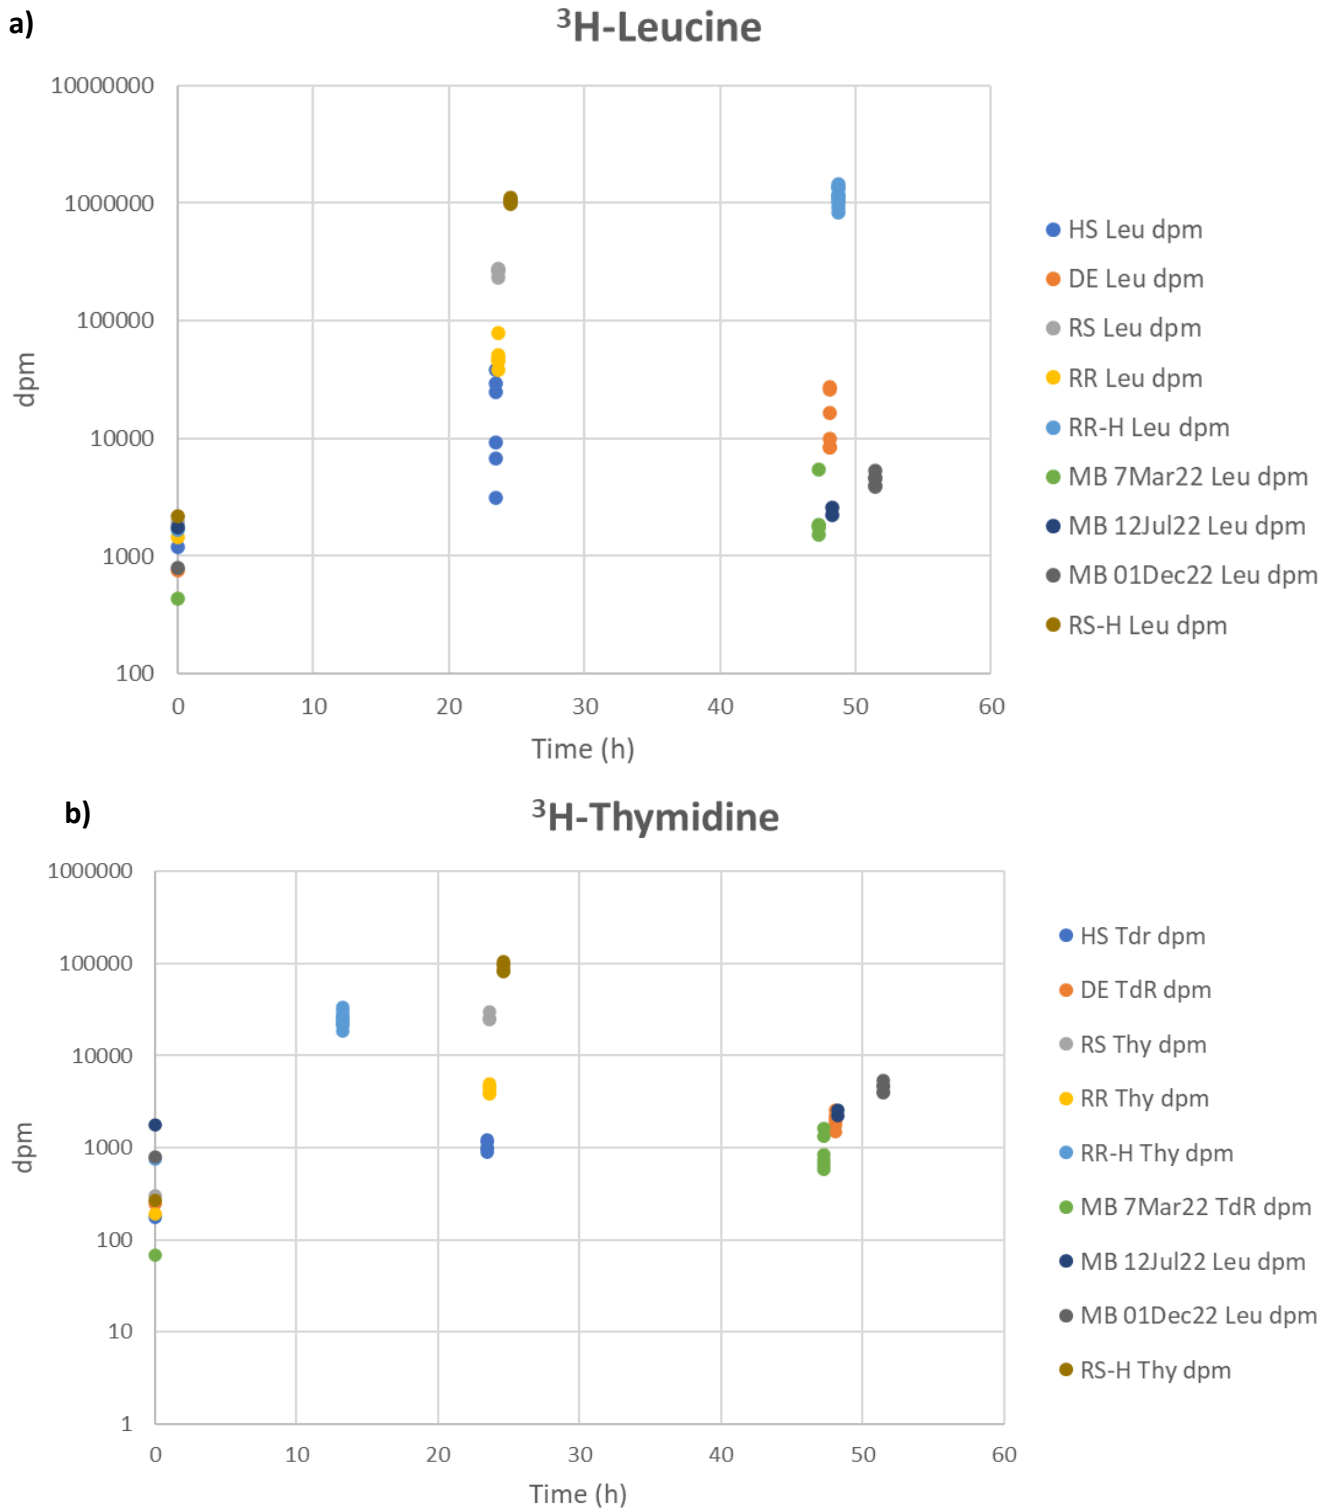 a)
³H-Leucine
10000000
1000000
100000
10000
1000
100
dpm
0 10 20 30 40 50 60
Time (h)
HS Leu dpm
DE Leu dpm
RS Leu dpm
RR Leu dpm
RR-H Leu dpm
MB 7Mar22 Leu dpm
MB 12Jul22 Leu dpm
MB 01Dec22 Leu dpm
RS-H Leu dpm
b)
³H-Thymidine
1000000
100000
10000
1000
100
10
1
dpm
0 10 20 30 40 50 60
Time (h)
HS Tdr dpm
DE TdR dpm
RS Thy dpm
RR Thy dpm
RR-H Thy dpm
MB 7Mar22 TdR dpm
MB 12Jul22 Leu dpm
MB 01Dec22 Leu dpm
RS-H Thy dpm